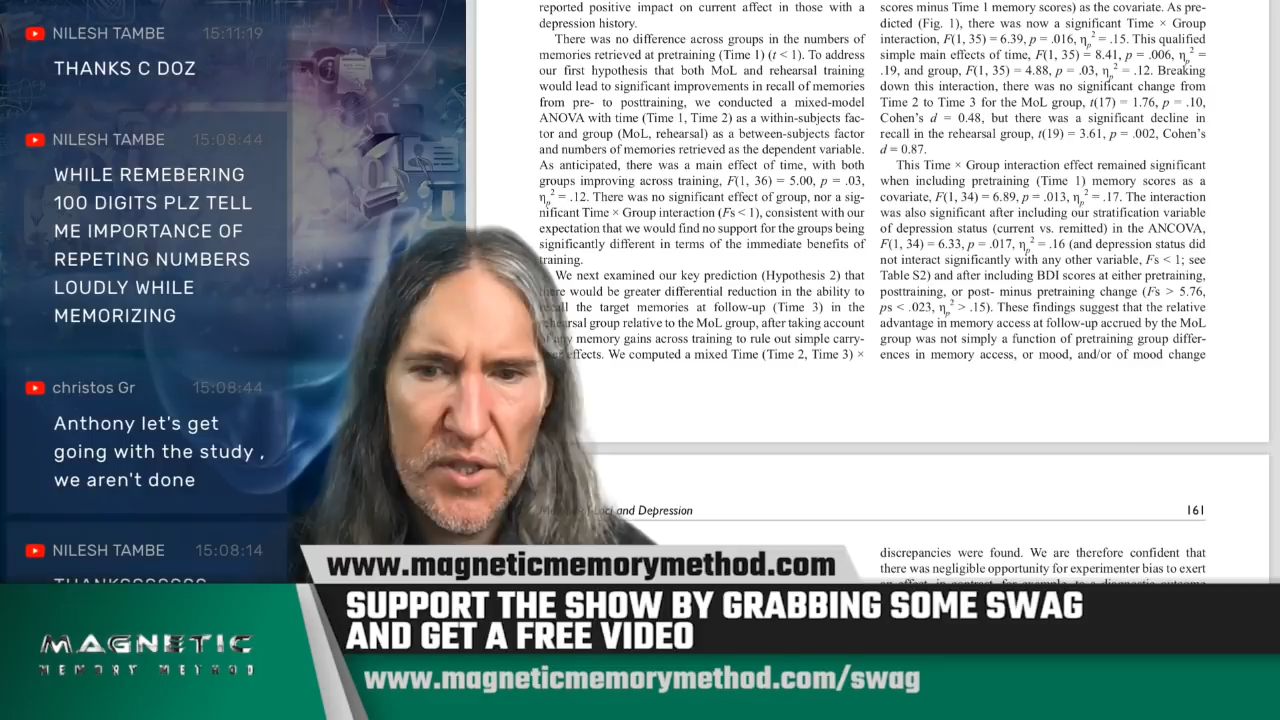 NILESH TAMBE 15:11:19
THANKS C DOZ
NILESH TAMBE 15:08:44
WHILE REMEBERING
100 DIGITS PLZ TELL
ME IMPORTANCE OF
REPETING NUMBERS
LOUDLY WHILE
MEMORIZING
christos Gr 15:08:44
Anthony let's get
going with the study ,
we aren't done
NILESH TAMBE 15:08:14
reported positive impact on current affect in those with a
depression history.
There was no difference across groups in the numbers of
memories retrieved at pretraining (Time 1) (t < 1). To address
our first hypothesis that both MoL and rehearsal training
would lead to significant improvements in recall of memories
from pre- to posttraining, we conducted a mixed-model
ANOVA with time (Time 1, Time 2) as a within-subjects fac-
tor and group (MoL, rehearsal) as a between-subjects factor
and numbers of memories retrieved as the dependent variable.
As anticipated, there was a main effect of time, with both
groups improving across training, F(1, 36) = 5.00, p = .03,
ηp² = .12. There was no significant effect of group, nor a sig-
nificant Time × Group interaction (Fs < 1), consistent with our
expectation that we would find no support for the groups being
significantly different in terms of the immediate benefits of
training.
We next examined our key prediction (Hypothesis 2) that
there would be greater differential reduction in the ability to
recall the target memories at follow-up (Time 3) in the
rehearsal group relative to the MoL group, after taking account
of any memory gains across training to rule out simple carry-
effects. We computed a mixed Time (Time 2, Time 3) ×
scores minus Time 1 memory scores) as the covariate. As pre-
dicted (Fig. 1), there was now a significant Time × Group
interaction, F(1, 35) = 6.39, p = .016, ηp² = .15. This qualified
simple main effects of time, F(1, 35) = 8.41, p = .006, ηp² =
.19, and group, F(1, 35) = 4.88, p = .03, ηp² = .12. Breaking
down this interaction, there was no significant change from
Time 2 to Time 3 for the MoL group, t(17) = 1.76, p = .10,
Cohen's d = 0.48, but there was a significant decline in
recall in the rehearsal group, t(19) = 3.61, p = .002, Cohen's
d = 0.87.
This Time × Group interaction effect remained significant
when including pretraining (Time 1) memory scores as a
covariate, F(1, 34) = 6.89, p = .013, ηp² = .17. The interaction
was also significant after including our stratification variable
of depression status (current vs. remitted) in the ANCOVA,
F(1, 34) = 6.33, p = .017, ηp² = .16 (and depression status did
not interact significantly with any other variable, Fs < 1; see
Table S2) and after including BDI scores at either pretraining,
posttraining, or post- minus pretraining change (Fs > 5.76,
ps < .023, ηp² > .15). These findings suggest that the relative
advantage in memory access at follow-up accrued by the MoL
group was not simply a function of pretraining group differ-
ences in memory access, or mood, and/or of mood change
and Depression
161
discrepancies were found. We are therefore confident that
there was negligible opportunity for experimenter bias to exert
www.magneticmemorymethod.com
SUPPORT THE SHOW BY GRABBING SOME SWAG
AND GET A FREE VIDEO
www.magneticmemorymethod.com/swag
MAGNETIC
MEMORY METHOD